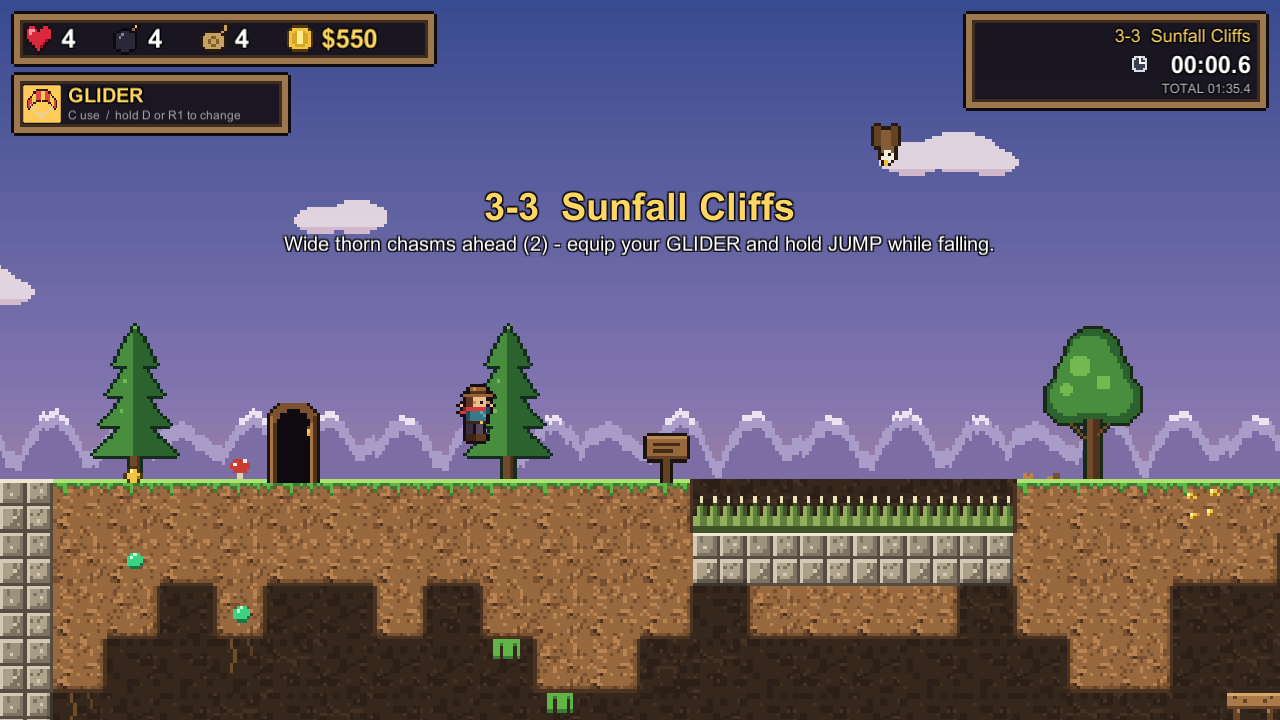 4 4 4 $550
GLIDER
C use / hold D or R1 to change
3-3 Sunfall Cliffs
00:00.6
TOTAL 01:35.4
3-3 Sunfall Cliffs
Wide thorn chasms ahead (2) - equip your GLIDER and hold JUMP while falling.